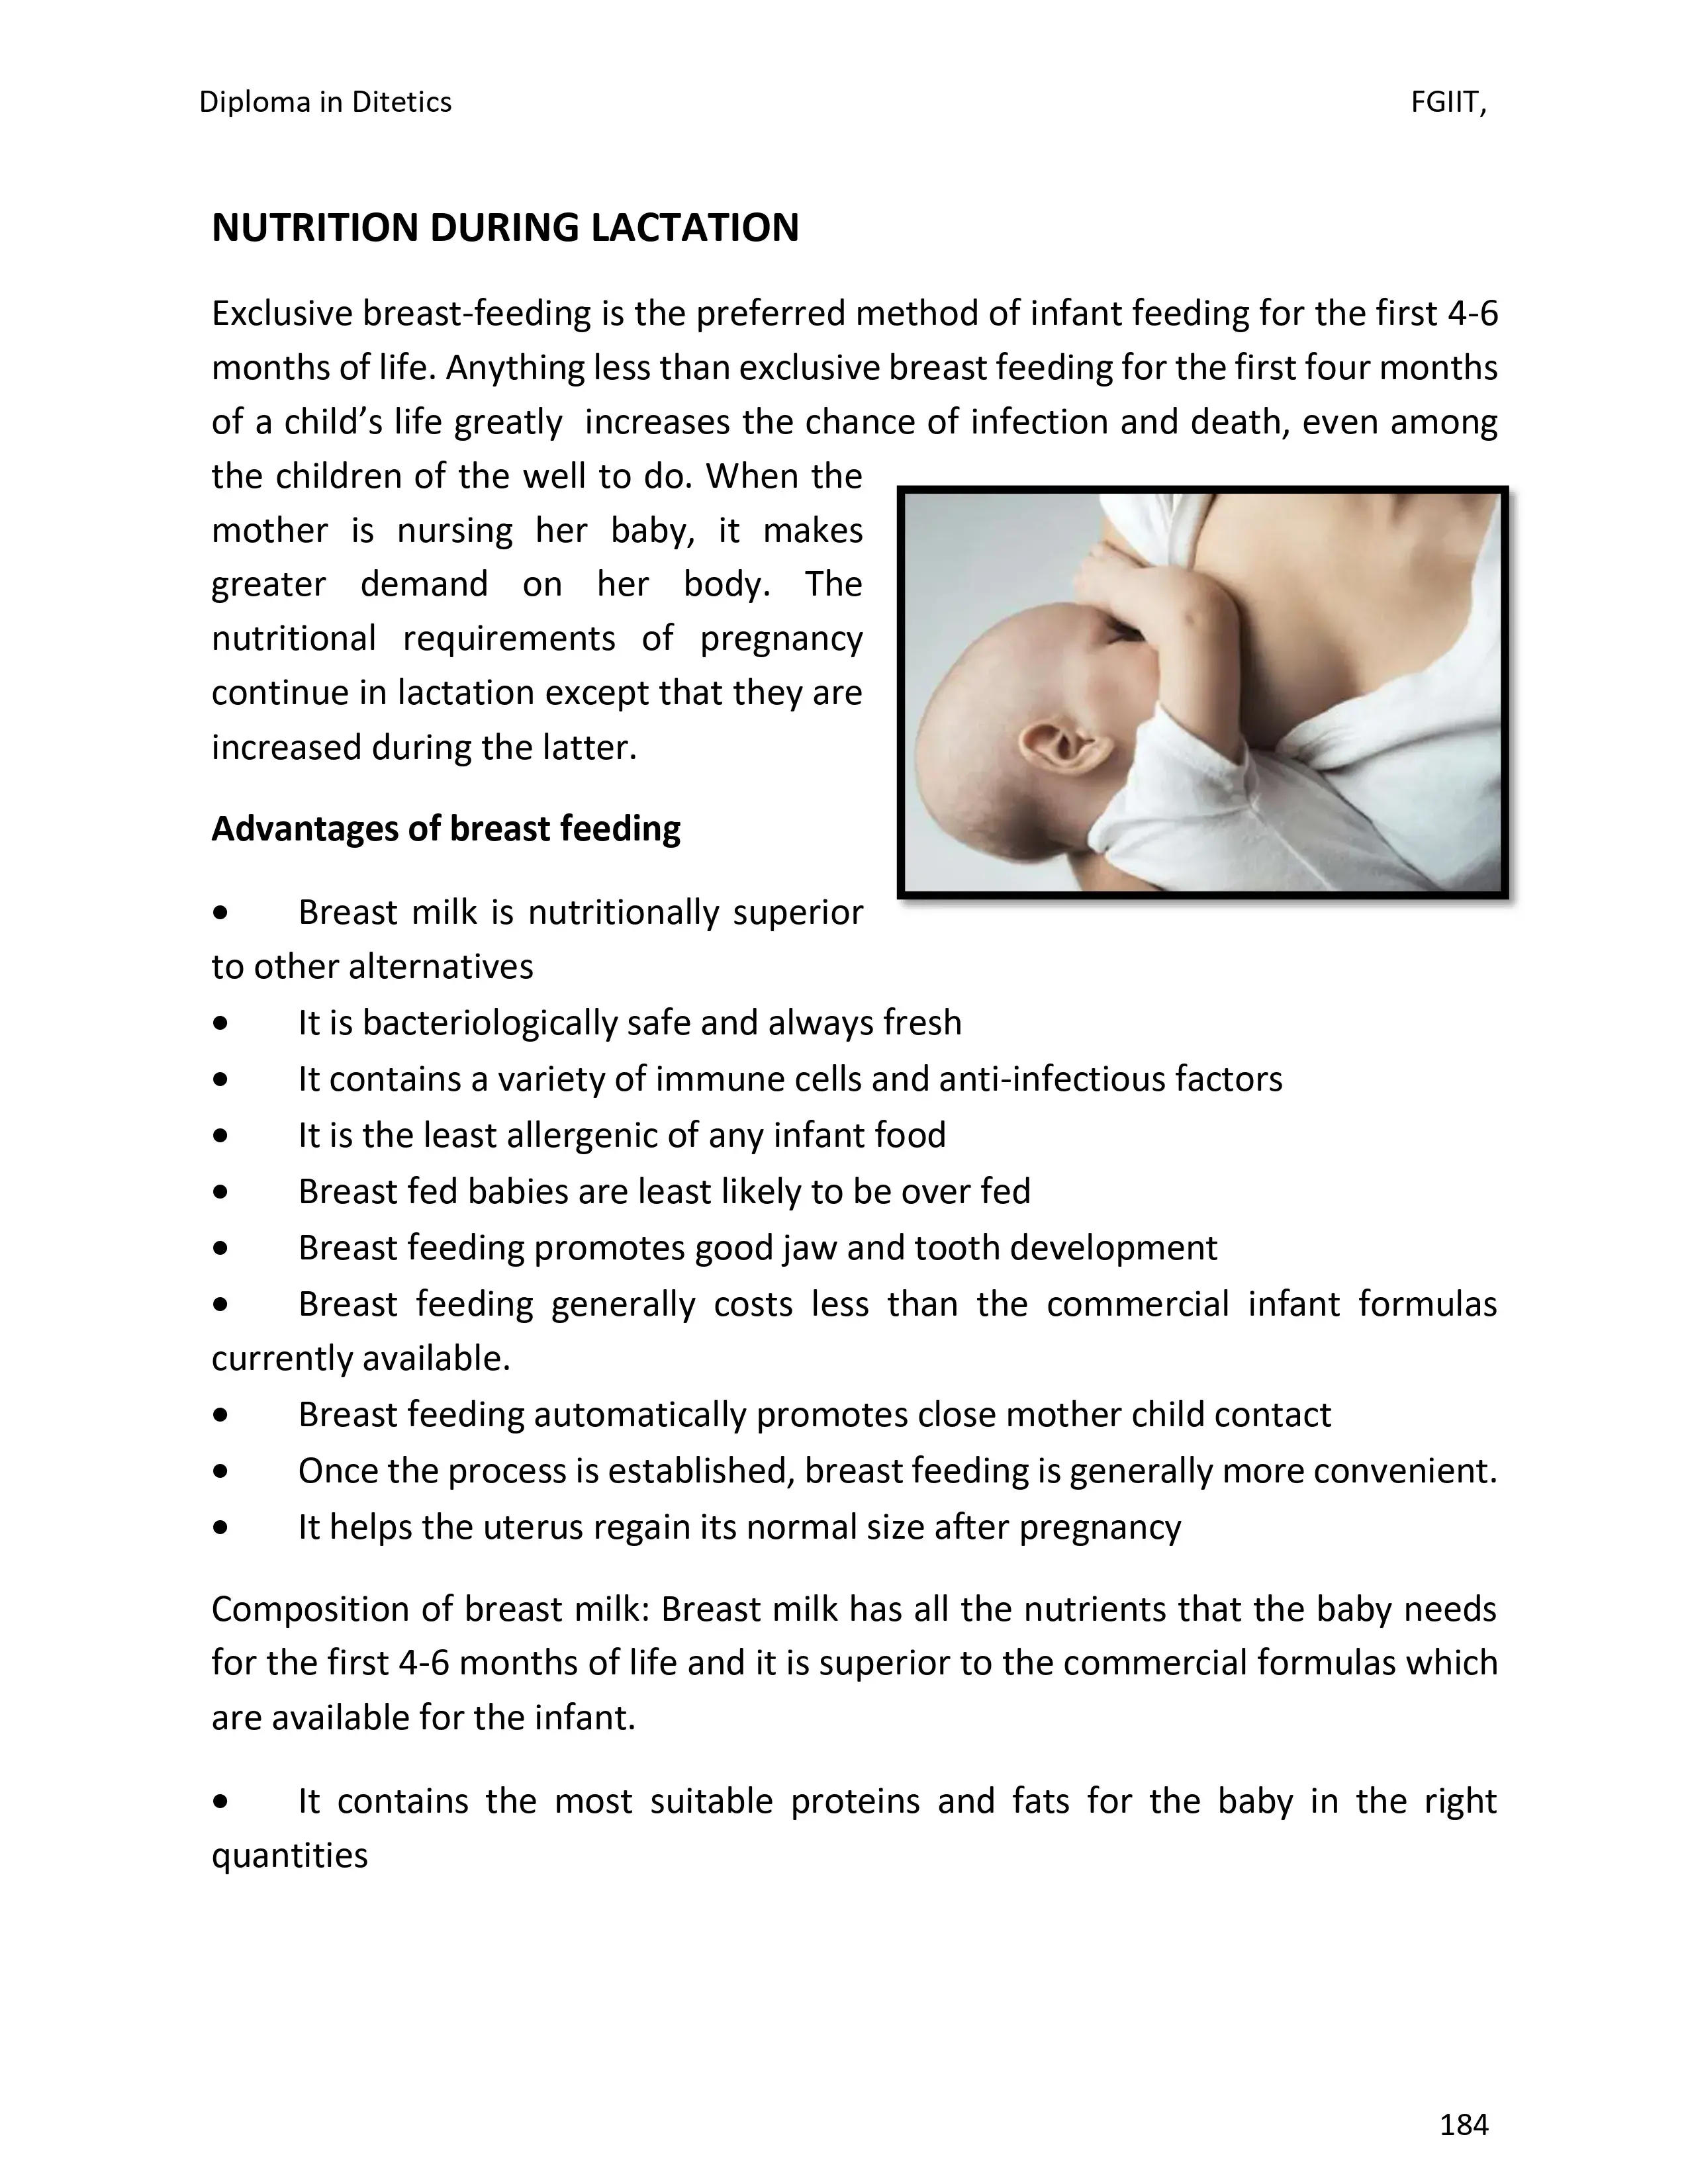 Diploma in Ditetics FGIIT,
NUTRITION DURING LACTATION
Exclusive breast-feeding is the preferred method of infant feeding for the first 4-6
months of life. Anything less than exclusive breast feeding for the first four months
of a child’s life greatly  increases the chance of infection and death, even among
the children of the well to do. When the
mother is nursing her baby, it makes
greater demand on her body. The
nutritional requirements of pregnancy
continue in lactation except that they are
increased during the latter.
Advantages of breast feeding
• Breast milk is nutritionally superior
to other alternatives
• It is bacteriologically safe and always fresh
• It contains a variety of immune cells and anti-infectious factors
• It is the least allergenic of any infant food
• Breast fed babies are least likely to be over fed
• Breast feeding promotes good jaw and tooth development
• Breast feeding generally costs less than the commercial infant formulas
currently available.
• Breast feeding automatically promotes close mother child contact
• Once the process is established, breast feeding is generally more convenient.
• It helps the uterus regain its normal size after pregnancy
Composition of breast milk: Breast milk has all the nutrients that the baby needs
for the first 4-6 months of life and it is superior to the commercial formulas which
are available for the infant.
• It contains the most suitable proteins and fats for the baby in the right
quantities
184